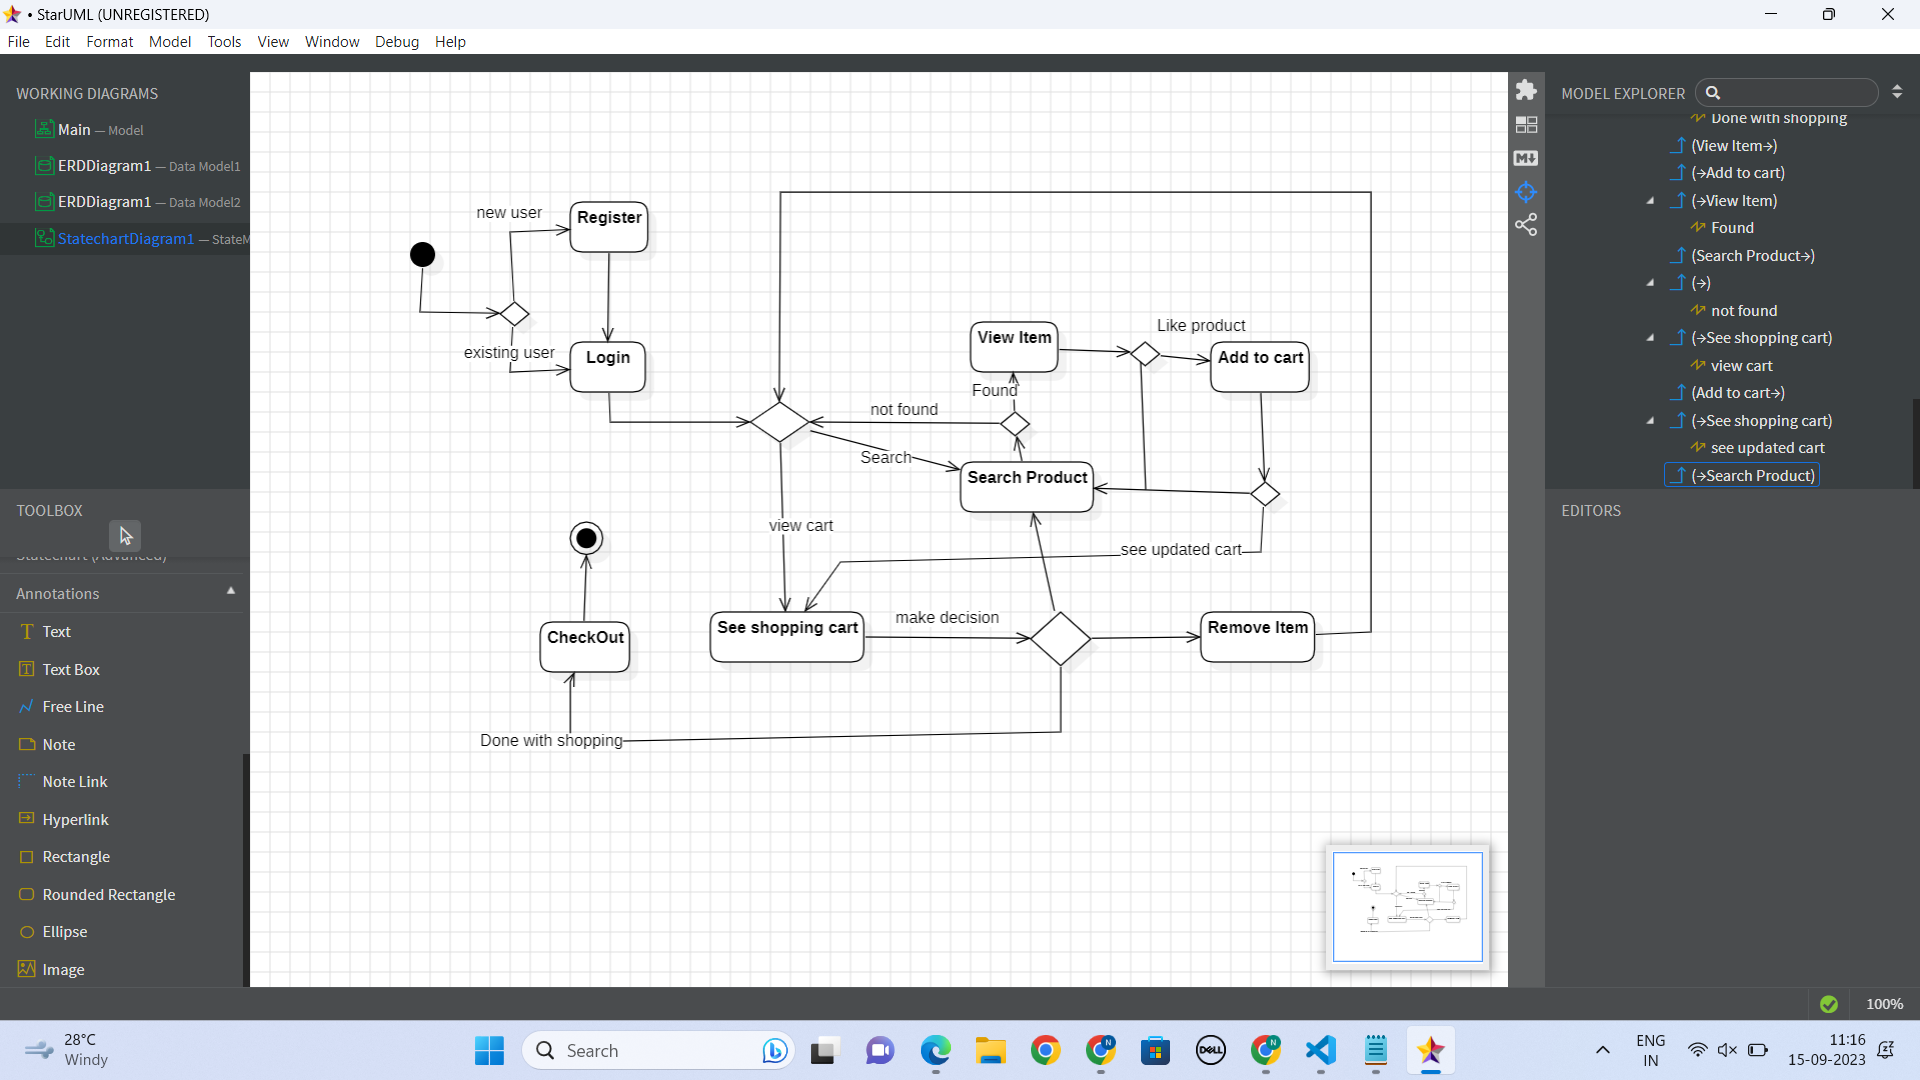 • StarUML (UNREGISTERED)
File Edit Format Model Tools View Window Debug Help
WORKING DIAGRAMS
Main — Model
ERDDiagram1 — Data Model1
ERDDiagram1 — Data Model2
StatechartDiagram1 — StateM
TOOLBOX
Statechart (Advanced)
Annotations
Text
Text Box
Free Line
Note
Note Link
Hyperlink
Rectangle
Rounded Rectangle
Ellipse
Image
new user
Register
existing user
Login
View Item
Like product
Add to cart
Found
not found
Search
Search Product
view cart
see updated cart
CheckOut
See shopping cart
make decision
Remove Item
Done with shopping
MODEL EXPLORER
Done with shopping
(View Item→)
(→Add to cart)
(→View Item)
Found
(Search Product→)
(→)
not found
(→See shopping cart)
view cart
(Add to cart→)
(→See shopping cart)
see updated cart
(→Search Product)
EDITORS
100%
28°C
Windy
Search
DELL
ENG
IN
11:16
15-09-2023